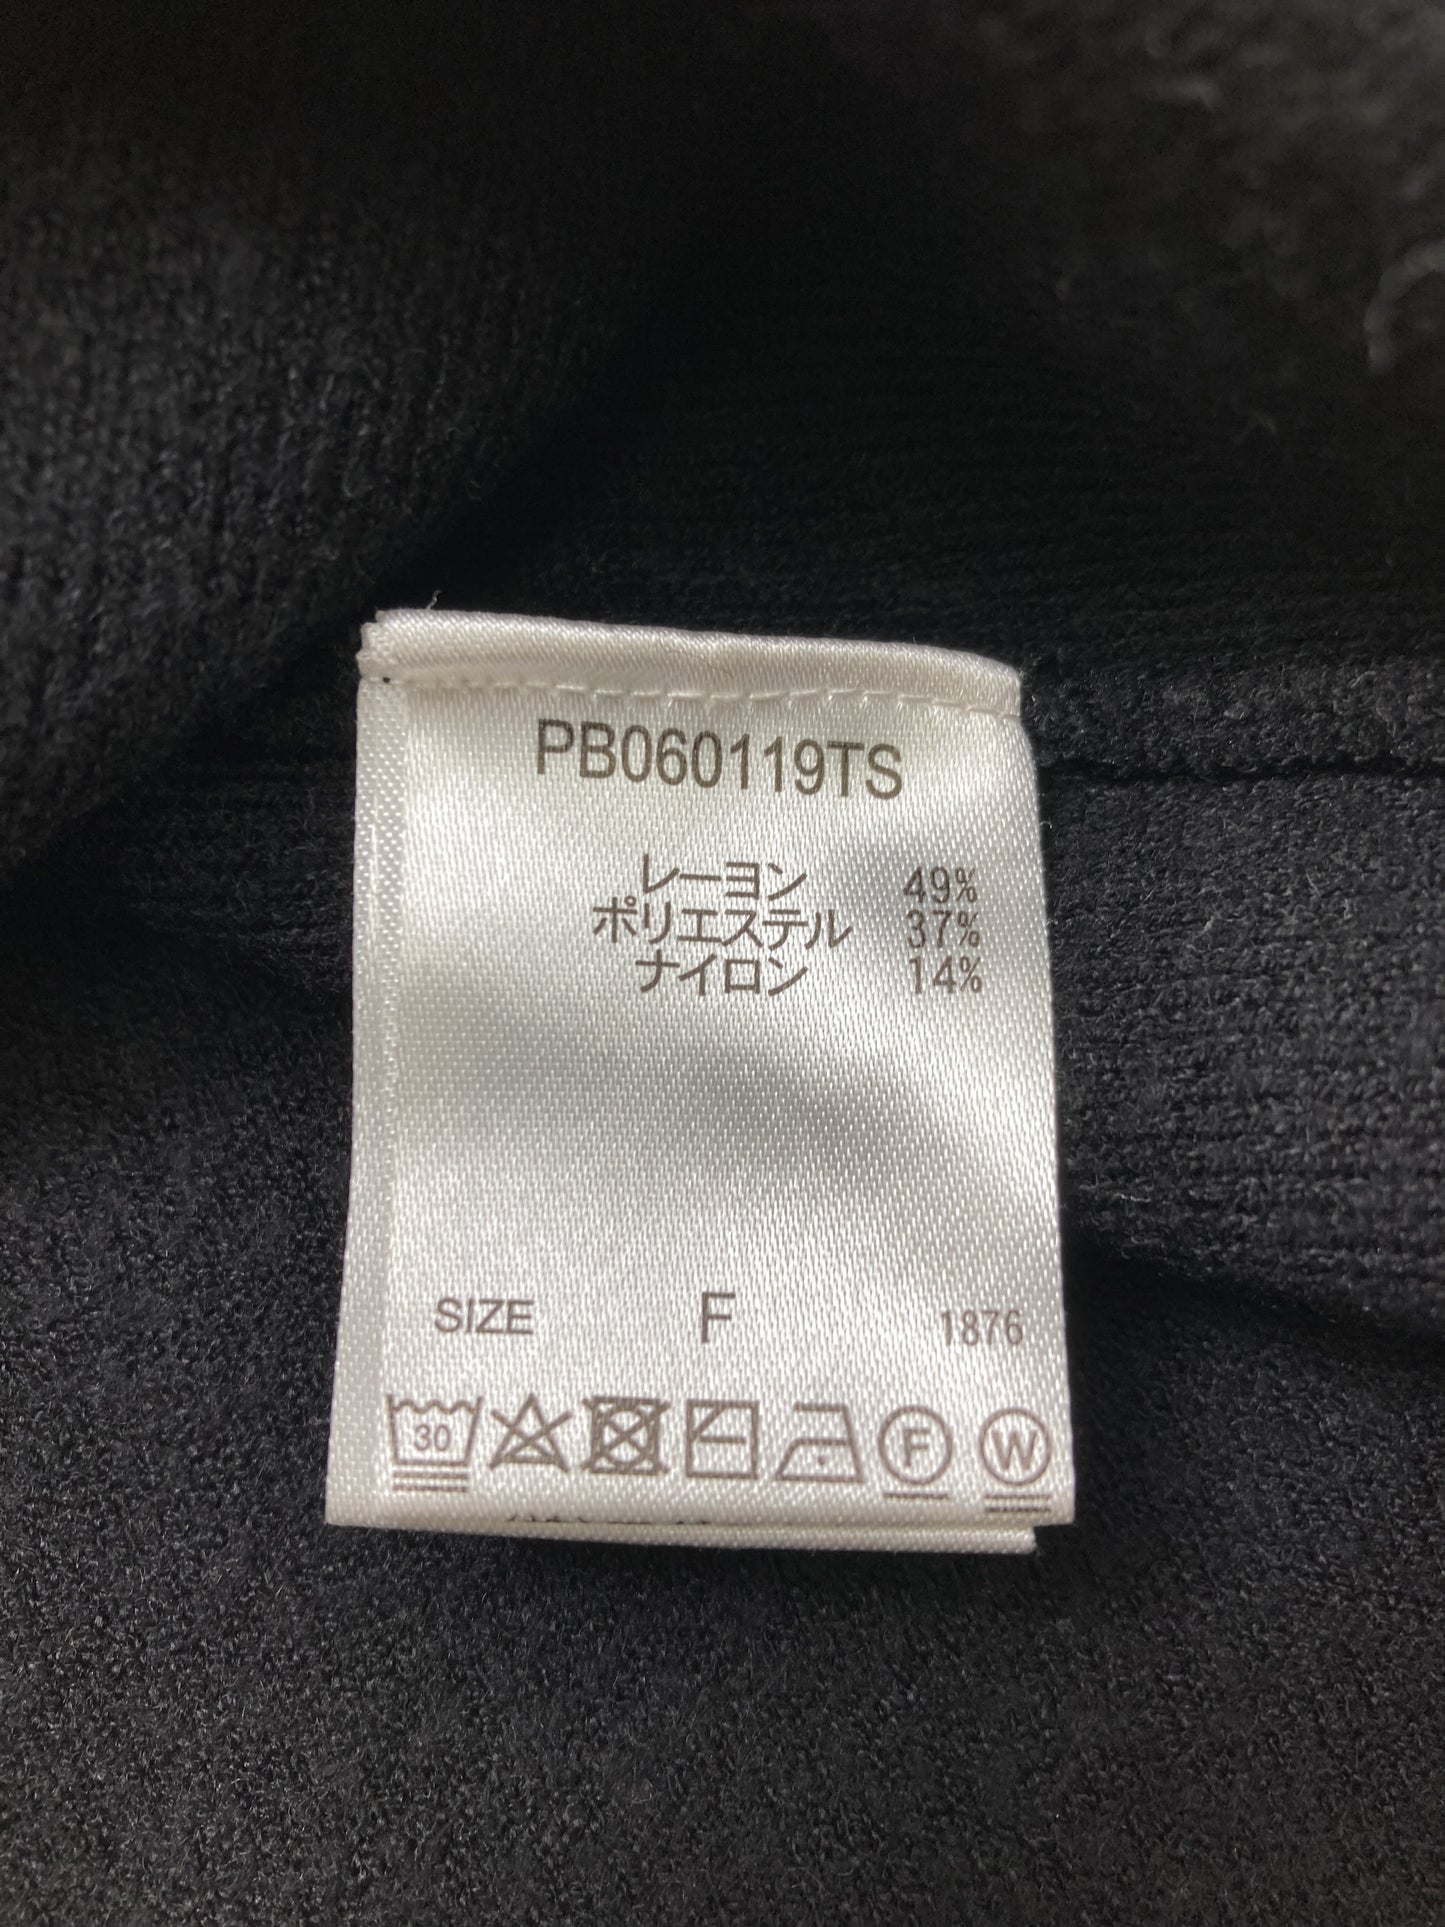 PB060119TS
レーヨン 49%
ポリエステル 37%
ナイロン 14%
SIZE F 1876
30 F W